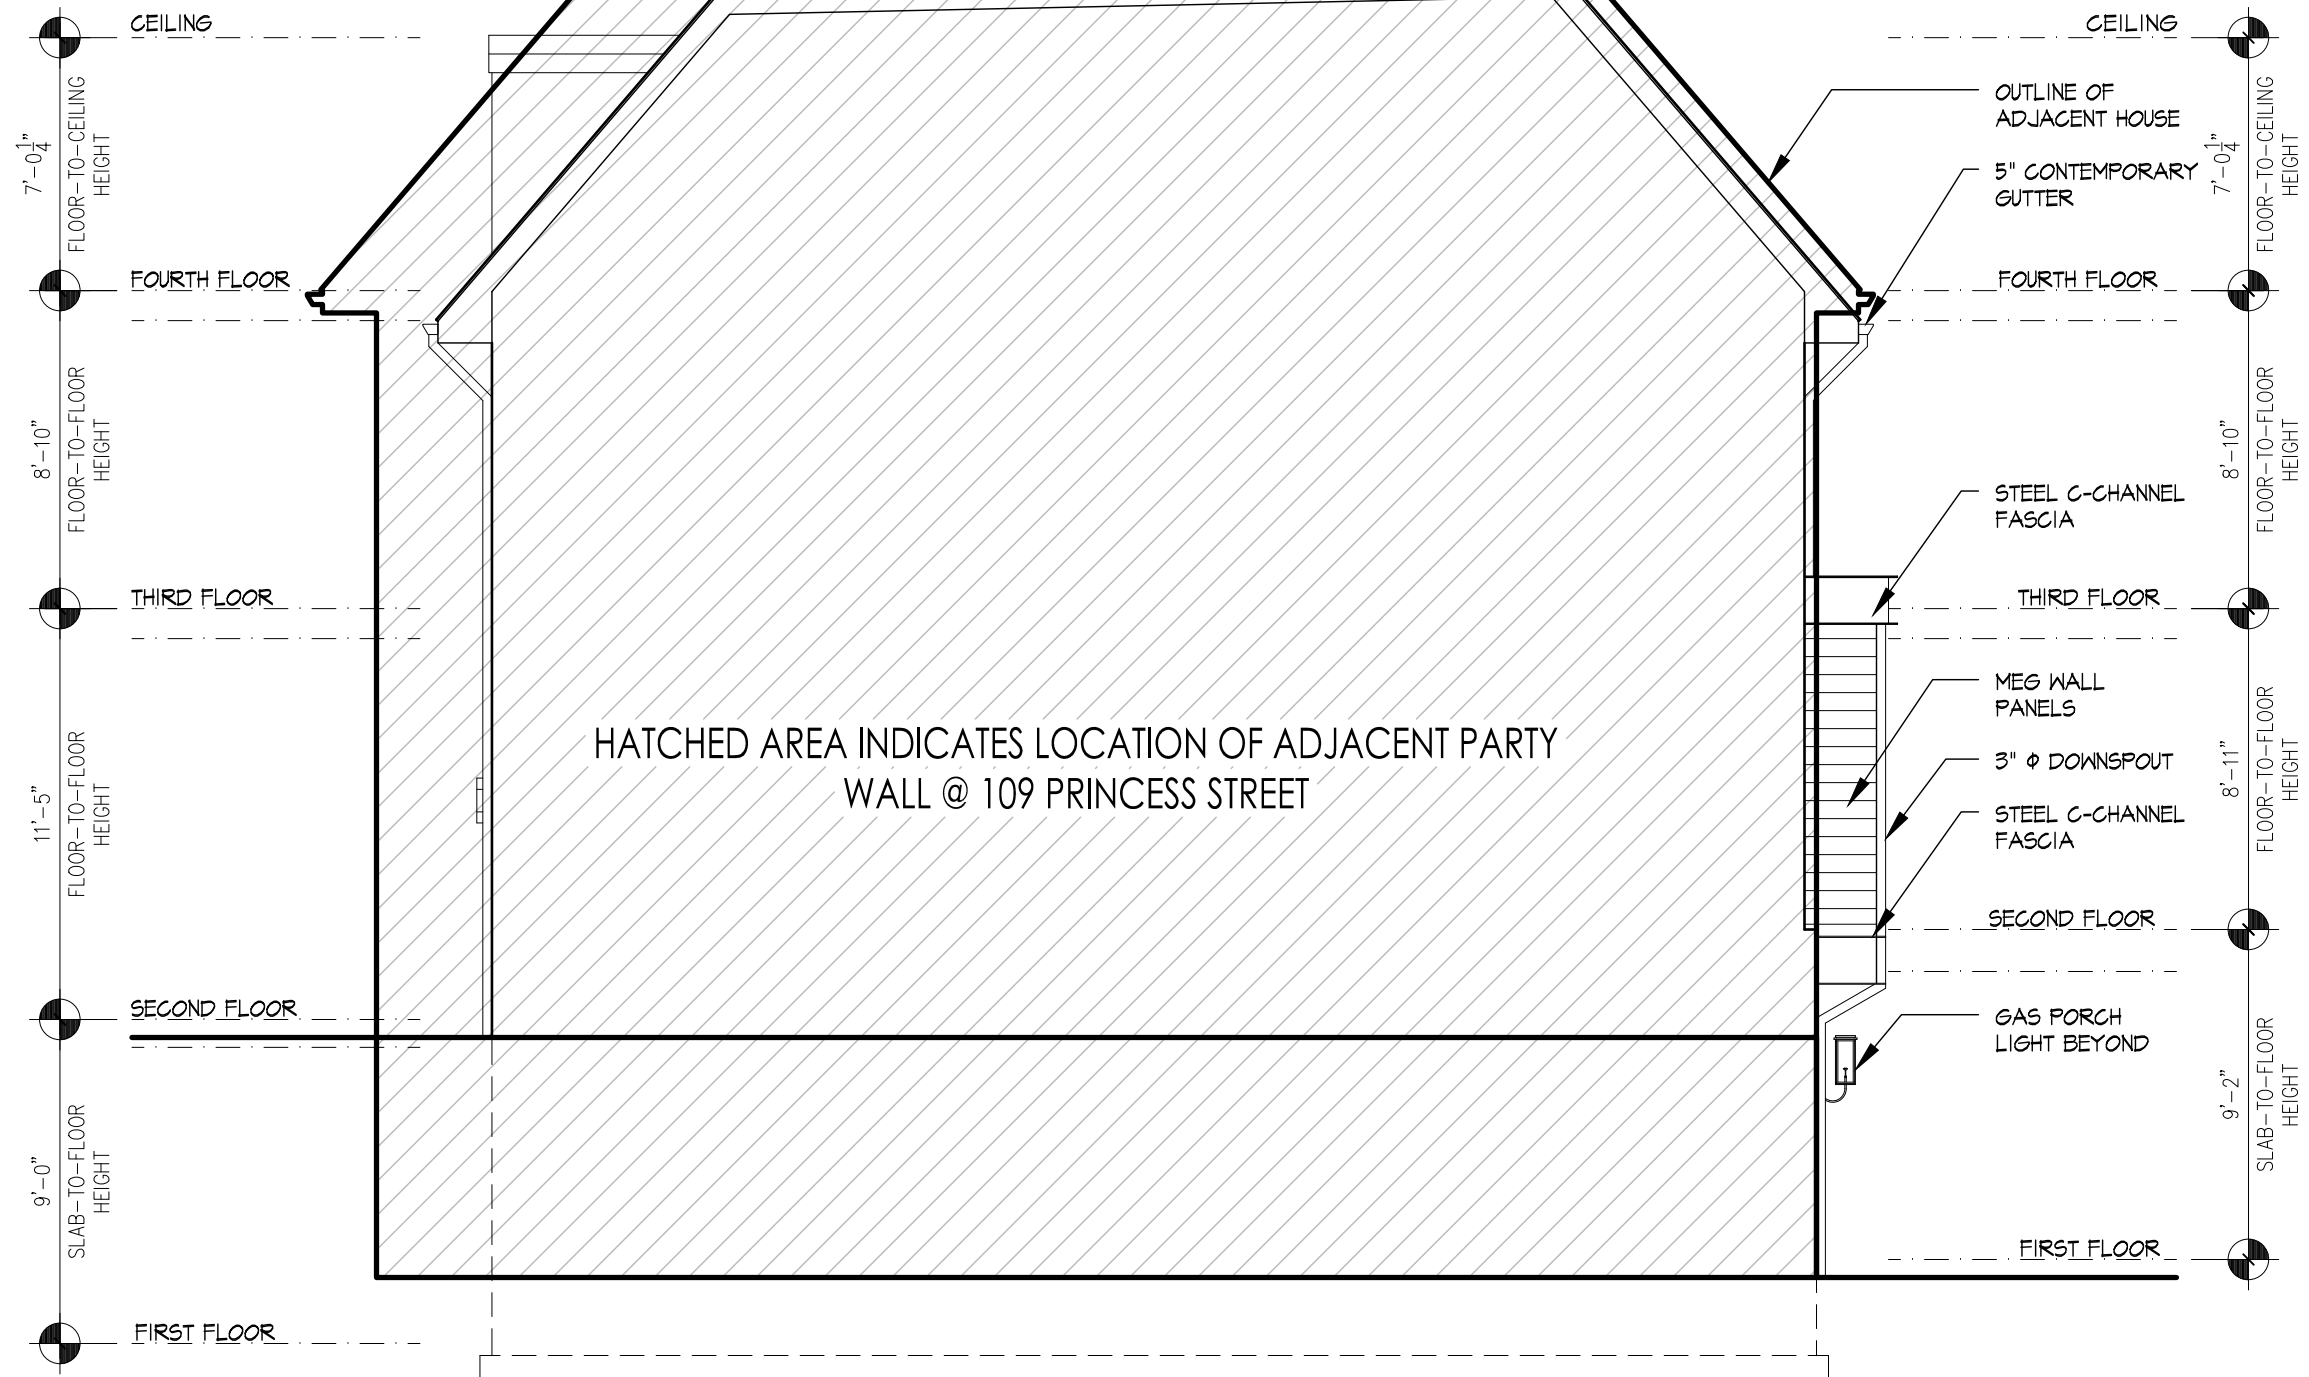 CEILING
7'-0 1/4"
FLOOR-TO-CEILING
HEIGHT
FOURTH FLOOR
8'-10"
FLOOR-TO-FLOOR
HEIGHT
THIRD FLOOR
11'-5"
FLOOR-TO-FLOOR
HEIGHT
SECOND FLOOR
9'-0"
SLAB-TO-FLOOR
HEIGHT
FIRST FLOOR
HATCHED AREA INDICATES LOCATION OF ADJACENT PARTY
WALL @ 109 PRINCESS STREET
CEILING
OUTLINE OF
ADJACENT HOUSE
5" CONTEMPORARY
GUTTER
FOURTH FLOOR
STEEL C-CHANNEL
FASCIA
THIRD FLOOR
MEG WALL
PANELS
3" Φ DOWNSPOUT
STEEL C-CHANNEL
FASCIA
SECOND FLOOR
GAS PORCH
LIGHT BEYOND
FIRST FLOOR
7'-0 1/4"
FLOOR-TO-CEILING
HEIGHT
8'-10"
FLOOR-TO-FLOOR
HEIGHT
8'-11"
FLOOR-TO-FLOOR
HEIGHT
9'-2"
SLAB-TO-FLOOR
HEIGHT